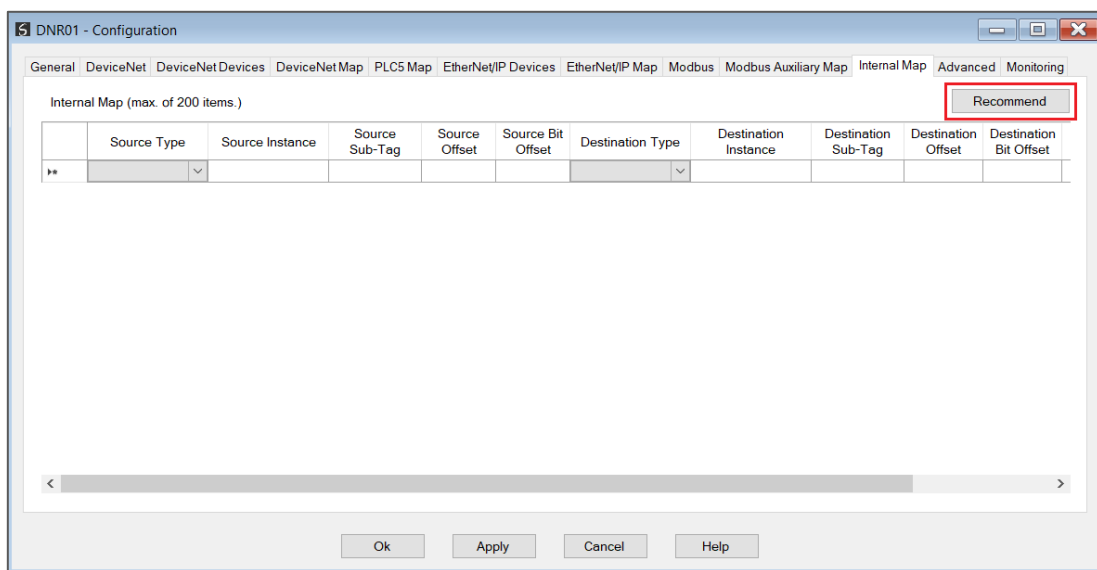 DNR01 - Configuration
General DeviceNet DeviceNet Devices DeviceNet Map PLC5 Map EtherNet/IP Devices EtherNet/IP Map Modbus Modbus Auxiliary Map Internal Map Advanced Monitoring
Internal Map (max. of 200 items.)
Recommend
Source Type
Source Instance
Source
Sub-Tag
Source
Offset
Source Bit
Offset
Destination Type
Destination
Instance
Destination
Sub-Tag
Destination
Offset
Destination
Bit Offset
Ok
Apply
Cancel
Help